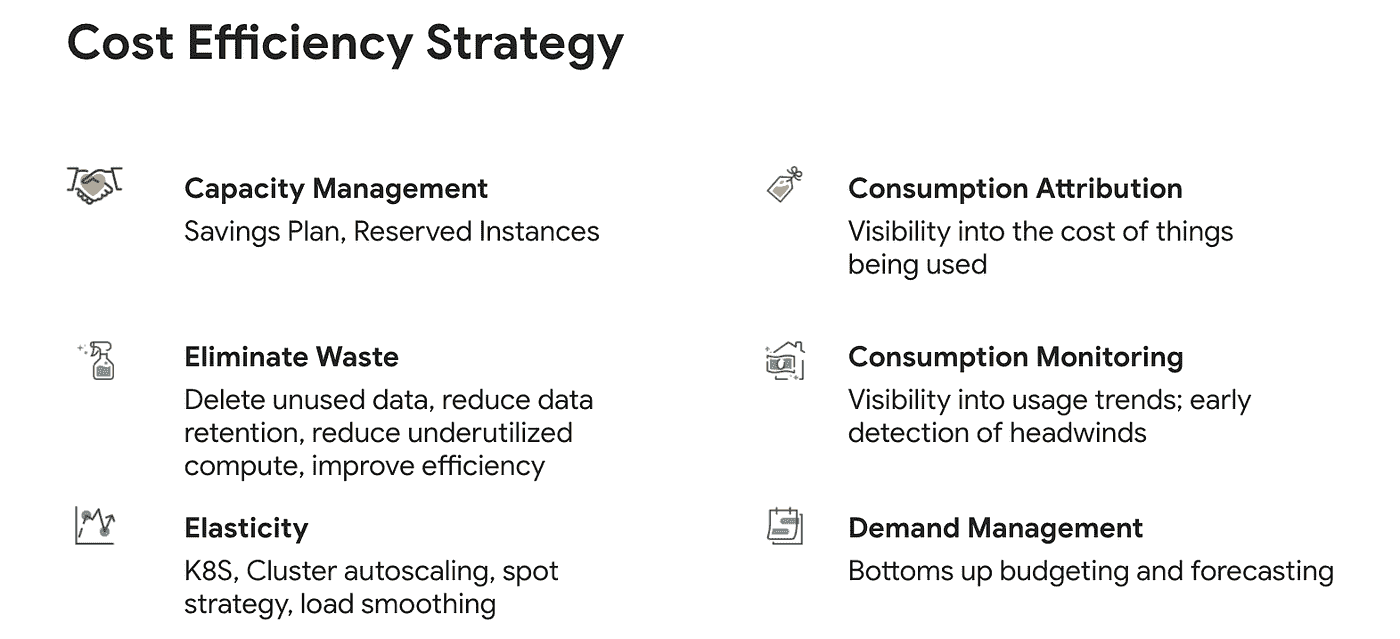 Cost Efficiency Strategy
Capacity Management
Savings Plan, Reserved Instances
Eliminate Waste
Delete unused data, reduce data
retention, reduce underutilized
compute, improve efficiency
Elasticity
K8S, Cluster autoscaling, spot
strategy, load smoothing
Consumption Attribution
Visibility into the cost of things
being used
Consumption Monitoring
Visibility into usage trends; early
detection of headwinds
Demand Management
Bottoms up budgeting and forecasting